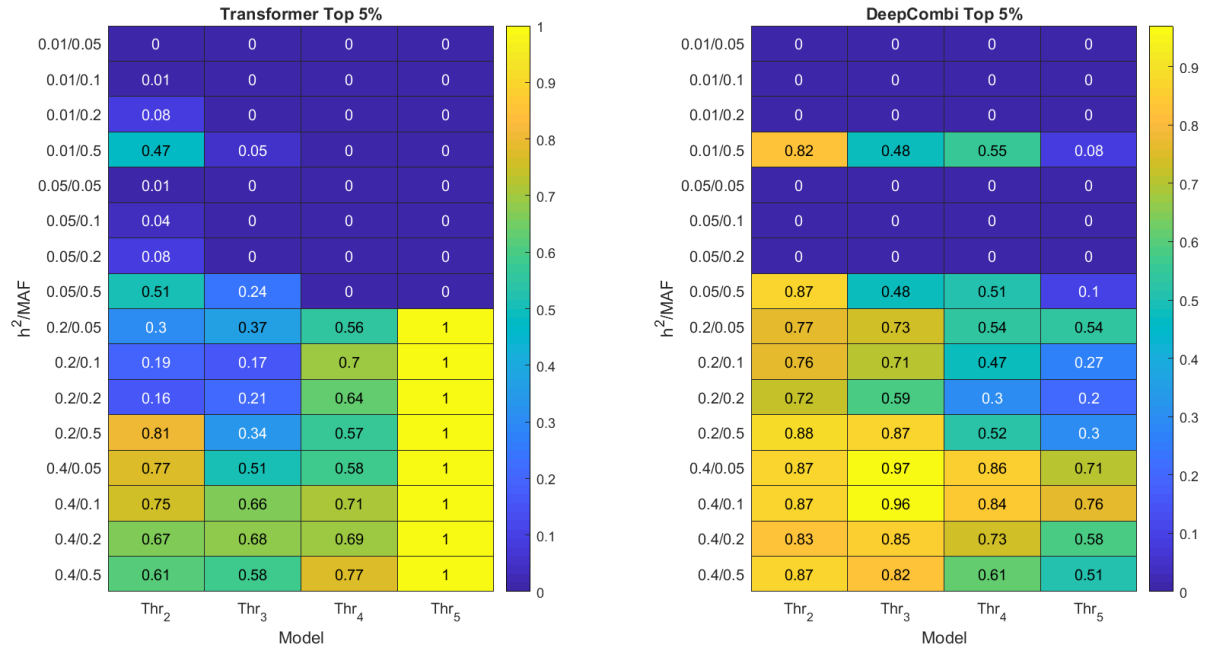 Transformer Top 5%
h²/MAF
0.01/0.05 0 0 0 0
0.01/0.1 0.01 0 0 0
0.01/0.2 0.08 0 0 0
0.01/0.5 0.47 0.05 0 0
0.05/0.05 0.01 0 0 0
0.05/0.1 0.04 0 0 0
0.05/0.2 0.08 0 0 0
0.05/0.5 0.51 0.24 0 0
0.2/0.05 0.3 0.37 0.56 1
0.2/0.1 0.19 0.17 0.7 1
0.2/0.2 0.16 0.21 0.64 1
0.2/0.5 0.81 0.34 0.57 1
0.4/0.05 0.77 0.51 0.58 1
0.4/0.1 0.75 0.66 0.71 1
0.4/0.2 0.67 0.68 0.69 1
0.4/0.5 0.61 0.58 0.77 1
Thr₂ Thr₃ Thr₄ Thr₅
Model
1
0.9
0.8
0.7
0.6
0.5
0.4
0.3
0.2
0.1
0
DeepCombi Top 5%
h²/MAF
0.01/0.05 0 0 0 0
0.01/0.1 0 0 0 0
0.01/0.2 0 0 0 0
0.01/0.5 0.82 0.48 0.55 0.08
0.05/0.05 0 0 0 0
0.05/0.1 0 0 0 0
0.05/0.2 0 0 0 0
0.05/0.5 0.87 0.48 0.51 0.1
0.2/0.05 0.77 0.73 0.54 0.54
0.2/0.1 0.76 0.71 0.47 0.27
0.2/0.2 0.72 0.59 0.3 0.2
0.2/0.5 0.88 0.87 0.52 0.3
0.4/0.05 0.87 0.97 0.86 0.71
0.4/0.1 0.87 0.96 0.84 0.76
0.4/0.2 0.83 0.85 0.73 0.58
0.4/0.5 0.87 0.82 0.61 0.51
Thr₂ Thr₃ Thr₄ Thr₅
Model
0.9
0.8
0.7
0.6
0.5
0.4
0.3
0.2
0.1
0